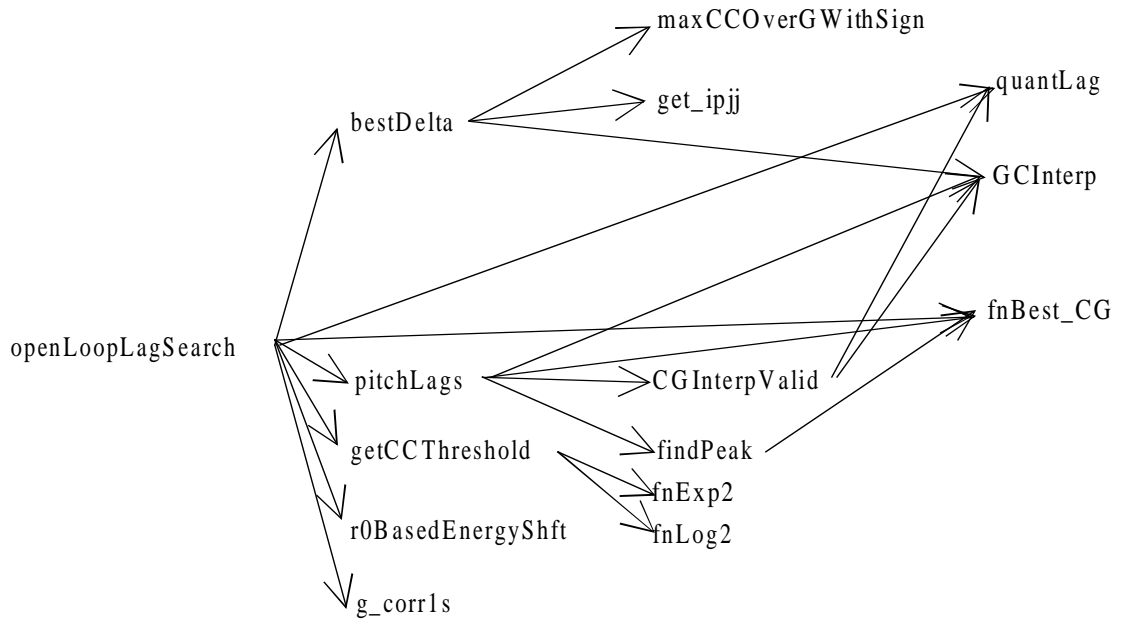 maxCCOverGWithSign
quantLag
get_ipjj
bestDelta
GCInterp
fnBest_CG
openLoopLagSearch
pitchLags
CGInterpValid
getCCThreshold
findPeak
fnExp2
r0BasedEnergyShft
fnLog2
g_corr1s